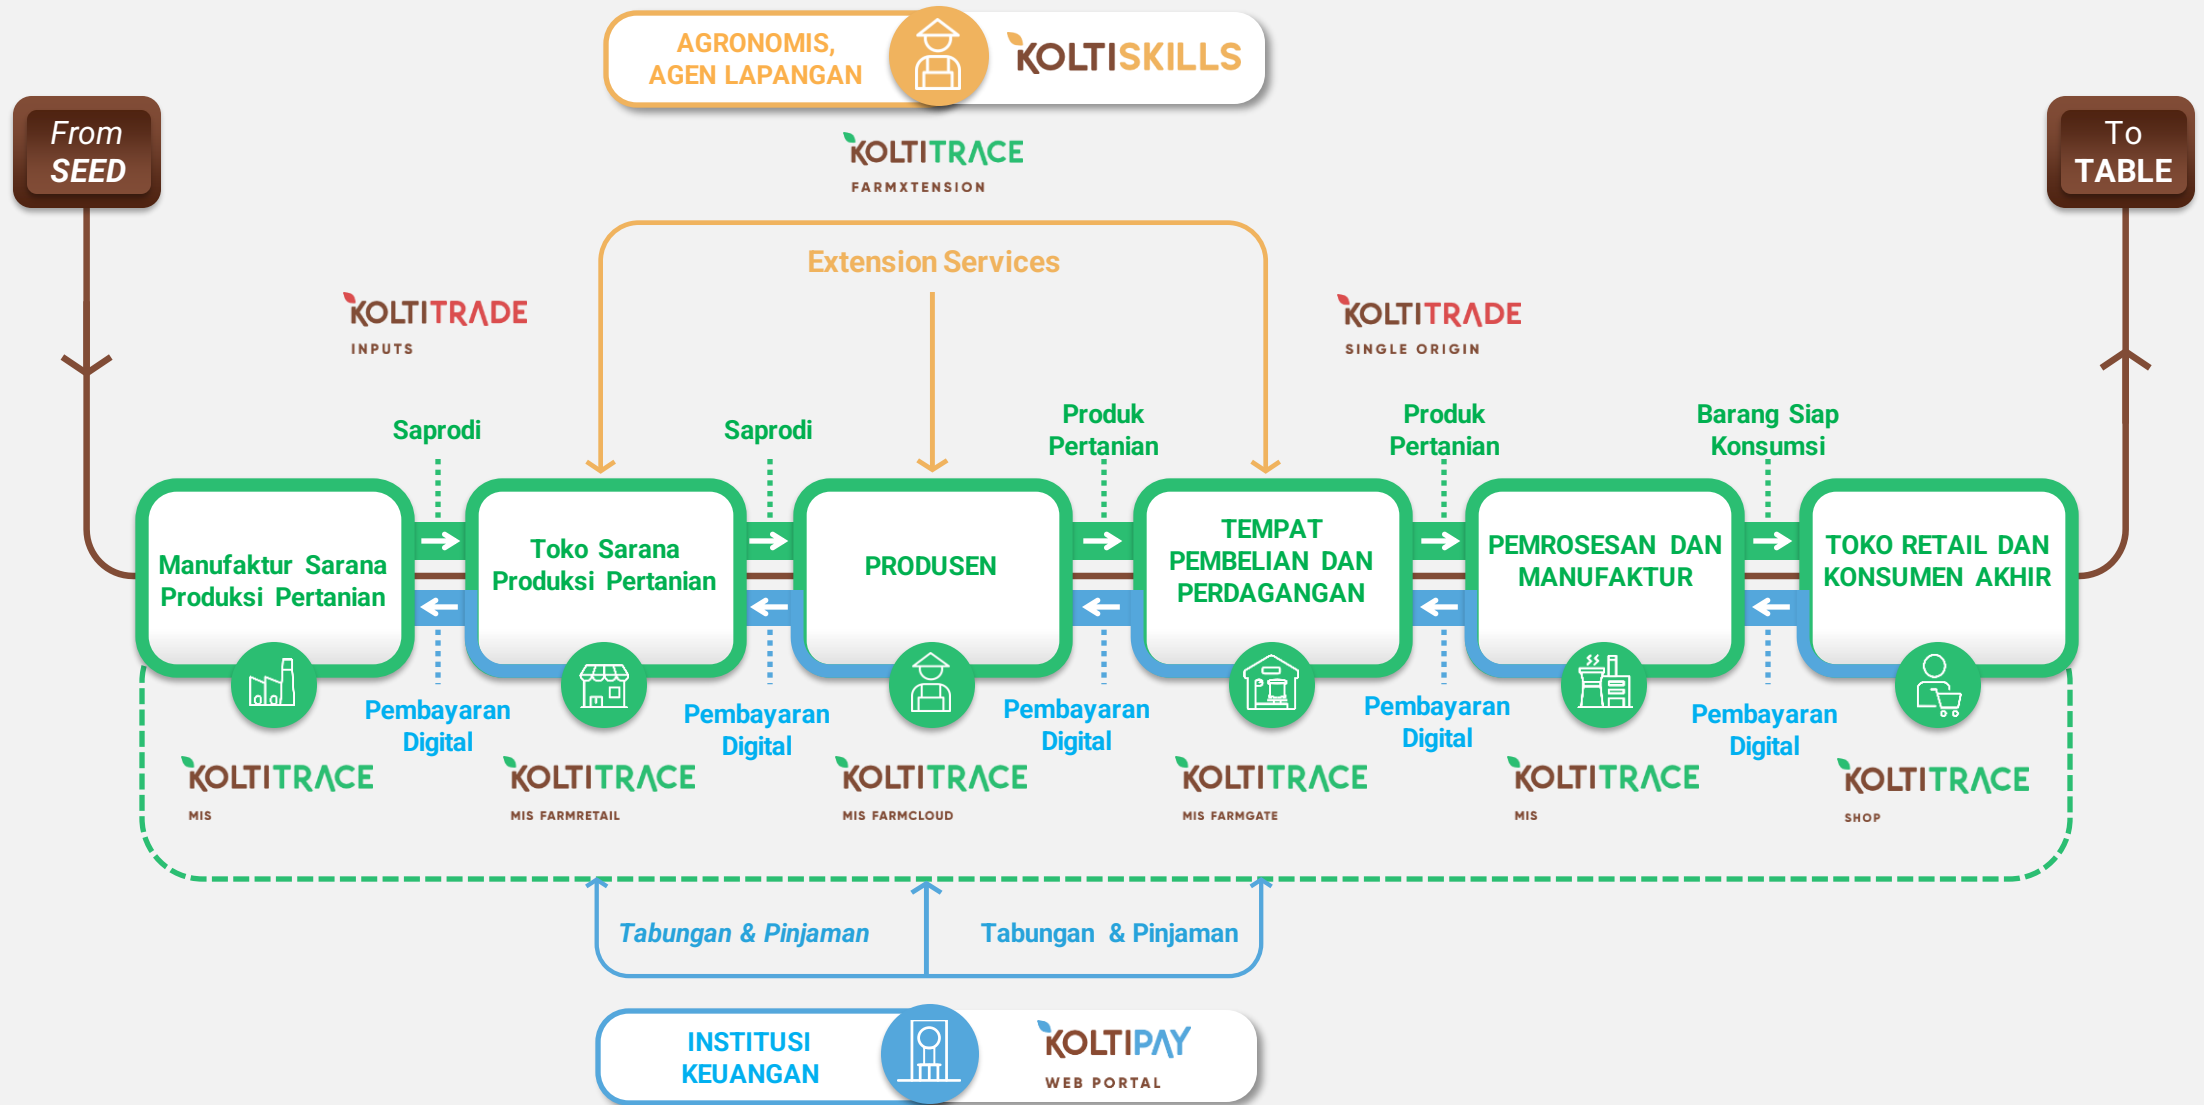 AGRONOMIS,
AGEN LAPANGAN
KOLTISKILLS
From
SEED
To
TABLE
KOLTITRACE
FARMXTENSION
Extension Services
KOLTITRADE
INPUTS
KOLTITRADE
SINGLE ORIGIN
Saprodi
Saprodi
Produk
Pertanian
Produk
Pertanian
Barang Siap
Konsumsi
Manufaktur Sarana
Produksi Pertanian
Toko Sarana
Produksi Pertanian
PRODUSEN
TEMPAT
PEMBELIAN DAN
PERDAGANGAN
PEMROSESAN DAN
MANUFAKTUR
TOKO RETAIL DAN
KONSUMEN AKHIR
Pembayaran
Digital
Pembayaran
Digital
Pembayaran
Digital
Pembayaran
Digital
Pembayaran
Digital
KOLTITRACE
MIS
KOLTITRACE
MIS FARMRETAIL
KOLTITRACE
MIS FARMCLOUD
KOLTITRACE
MIS FARMGATE
KOLTITRACE
MIS
KOLTITRACE
SHOP
Tabungan & Pinjaman
Tabungan & Pinjaman
INSTITUSI
KEUANGAN
KOLTIPAY
WEB PORTAL